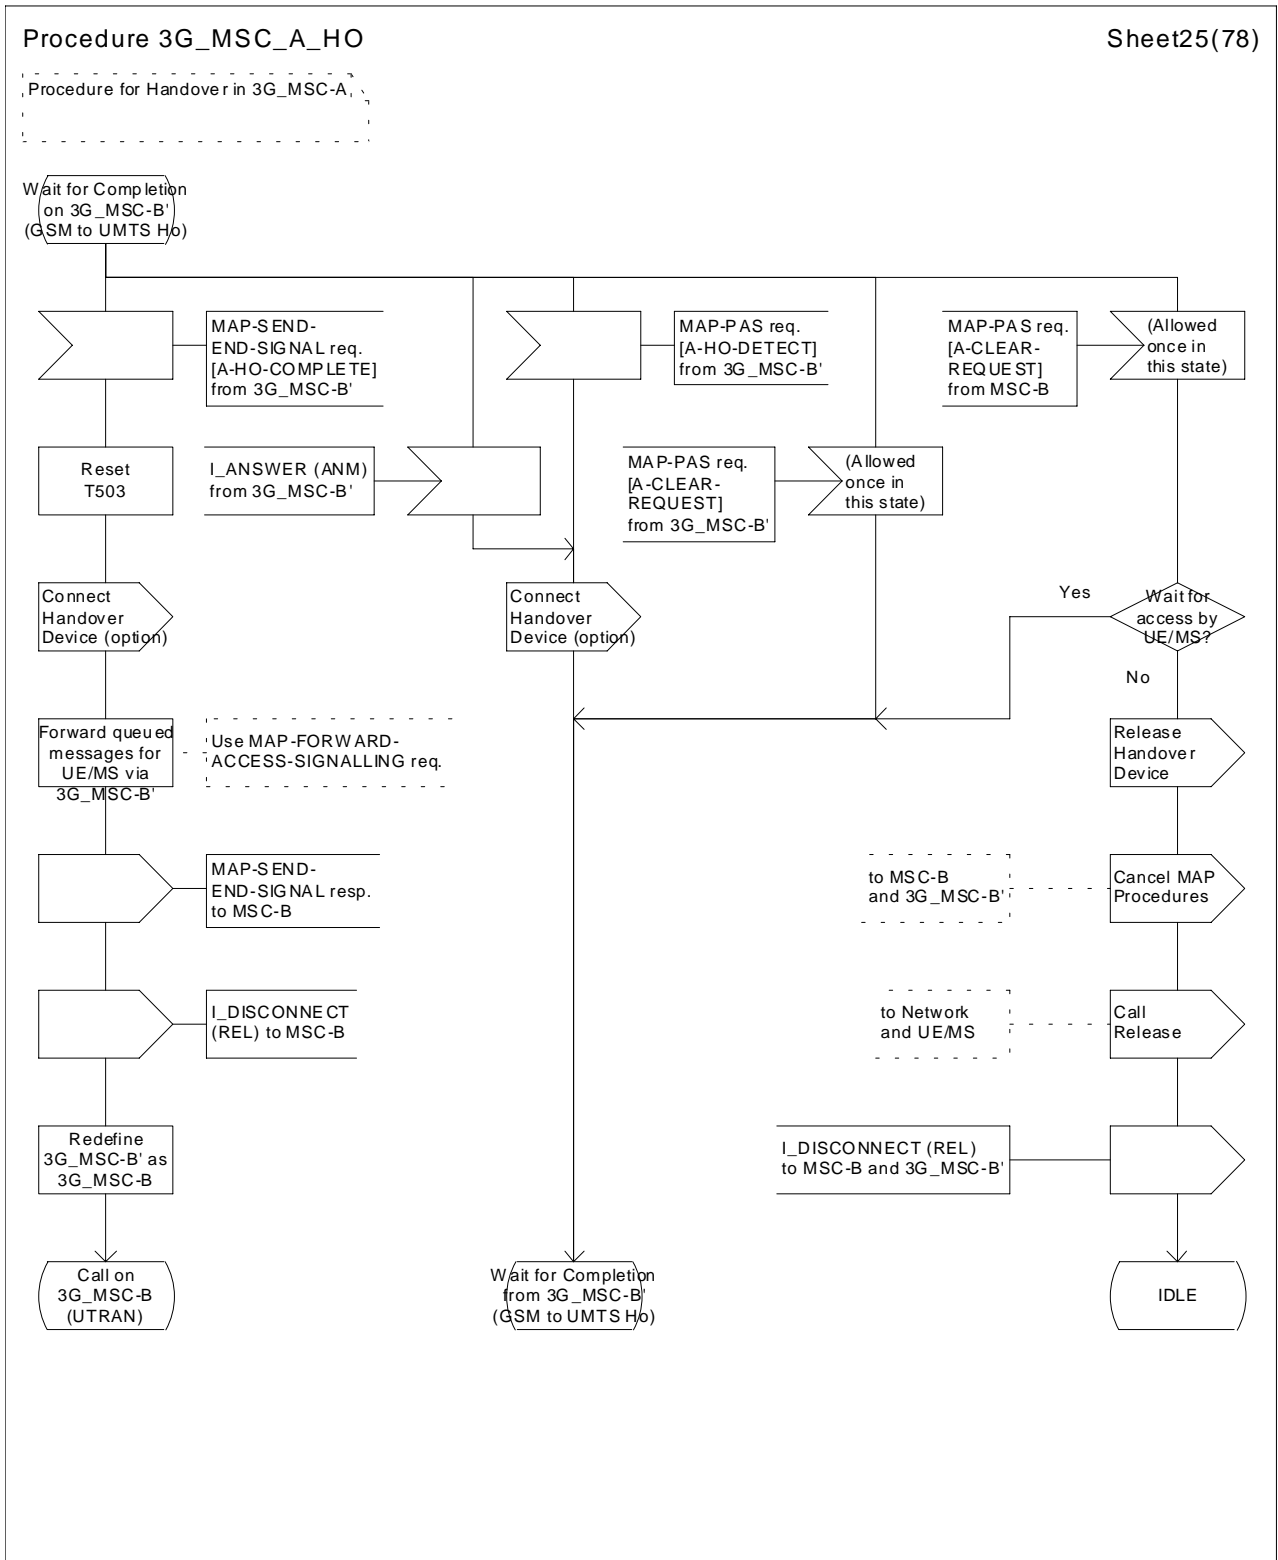 Procedure 3G_MSC_A_HO
Sheet25(78)
Procedure for Handover in 3G_MSC-A
Wait for Completion
on 3G_MSC-B'
(GSM to UMTS Ho)
MAP-SEND-
END-SIGNAL req.
[A-HO-COMPLETE]
from 3G_MSC-B'
MAP-PAS req.
[A-HO-DETECT]
from 3G_MSC-B'
MAP-PAS req.
[A-CLEAR-
REQUEST]
from MSC-B
(Allowed
once in
this state)
Reset
T503
I_ANSWER (ANM)
from 3G_MSC-B'
MAP-PAS req.
[A-CLEAR-
REQUEST]
from 3G_MSC-B'
(Allowed
once in
this state)
Connect
Handover
Device (option)
Connect
Handover
Device (option)
Yes
Wait for
access by
UE/MS?
No
Forward queued
messages for
UE/MS via
3G_MSC-B'
Use MAP-FORWARD-
ACCESS-SIGNALLING req.
Release
Handover
Device
MAP-SEND-
END-SIGNAL resp.
to MSC-B
to MSC-B
and 3G_MSC-B'
Cancel MAP
Procedures
I_DISCONNECT
(REL) to MSC-B
to Network
and UE/MS
Call
Release
Redefine
3G_MSC-B' as
3G_MSC-B
I_DISCONNECT (REL)
to MSC-B and 3G_MSC-B'
Call on
3G_MSC-B
(UTRAN)
Wait for Completion
from 3G_MSC-B'
(GSM to UMTS Ho)
IDLE